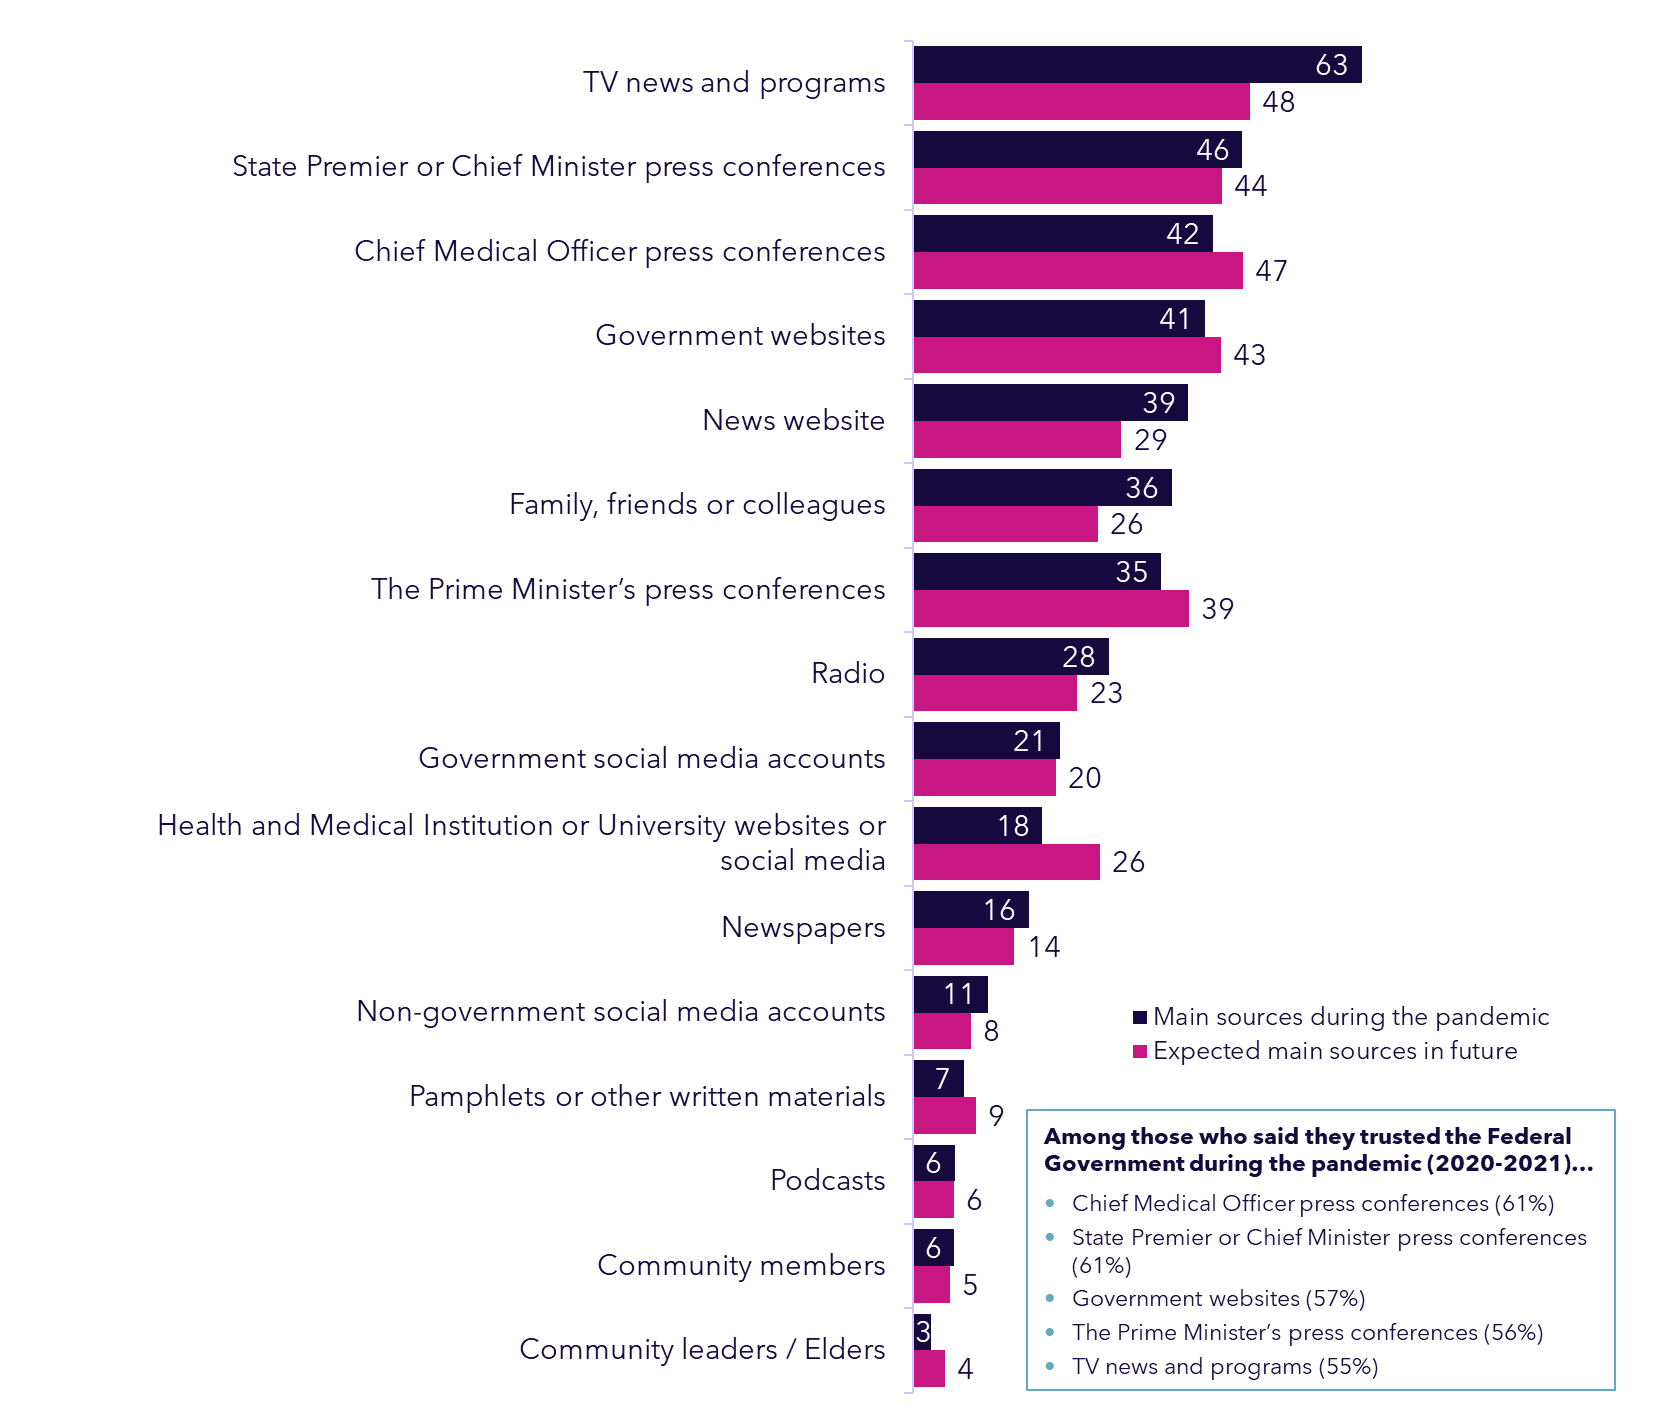 TV news and programs
63
48
State Premier or Chief Minister press conferences
46
44
Chief Medical Officer press conferences
42
47
Government websites
41
43
News website
39
29
Family, friends or colleagues
36
26
The Prime Minister’s press conferences
35
39
Radio
28
23
Government social media accounts
21
20
Health and Medical Institution or University websites or
social media
18
26
Newspapers
16
14
Non-government social media accounts
11
8
Pamphlets or other written materials
7
9
Podcasts
6
6
Community members
6
5
Community leaders / Elders
3
4
Main sources during the pandemic
Expected main sources in future
Among those who said they trusted the Federal
Government during the pandemic (2020-2021)…
• Chief Medical Officer press conferences (61%)
• State Premier or Chief Minister press conferences
(61%)
• Government websites (57%)
• The Prime Minister’s press conferences (56%)
• TV news and programs (55%)